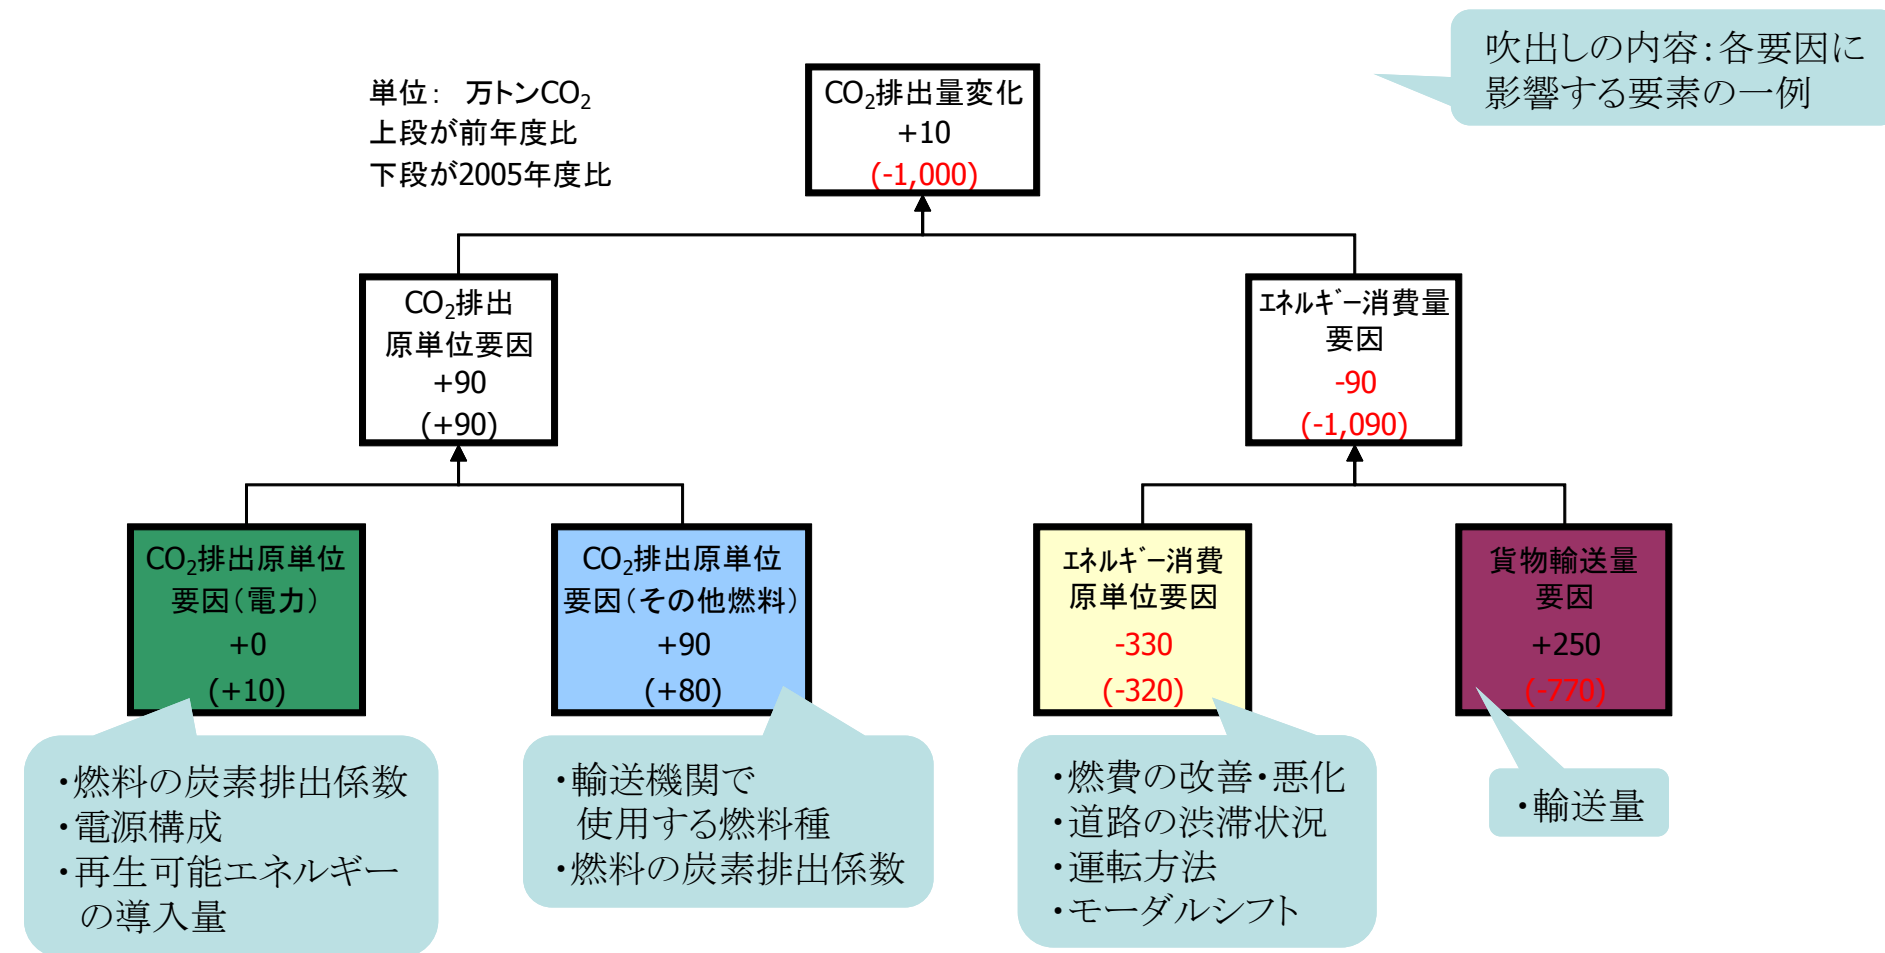 吹出しの内容：各要因に
影響する要素の一例
単位：　万トンCO₂
上段が前年度比
下段が2005年度比
CO₂排出量変化
+10
(-1,000)
CO₂排出
原単位要因
+90
(+90)
ｴﾈﾙｷﾞｰ消費量
要因
-90
(-1,090)
CO₂排出原単位
要因（電力）
+0
(+10)
CO₂排出原単位
要因（その他燃料）
+90
(+80)
ｴﾈﾙｷﾞｰ消費
原単位要因
-330
(-320)
貨物輸送量
要因
+250
(-770)
・燃料の炭素排出係数
・電源構成
・再生可能エネルギー
の導入量
・輸送機関で
使用する燃料種
・燃料の炭素排出係数
・燃費の改善・悪化
・道路の渋滞状況
・運転方法
・モーダルシフト
・輸送量